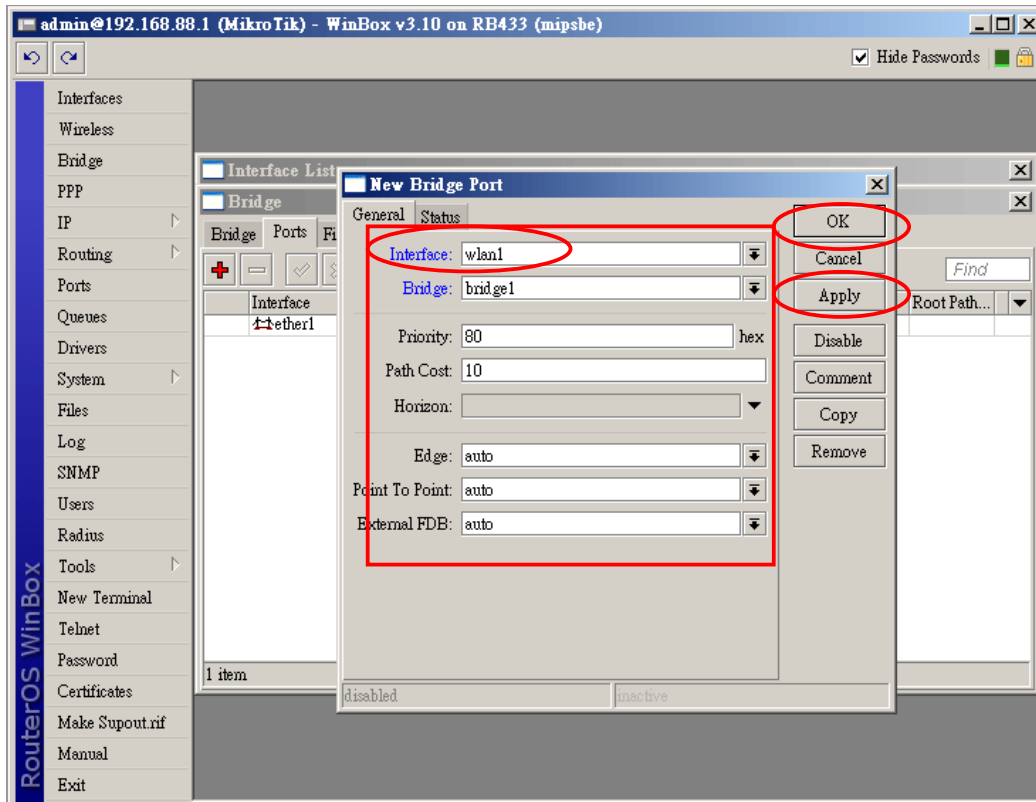 admin@192.168.88.1 (MikroTik) - WinBox v3.10 on RB433 (mipsbe)
Hide Passwords
RouterOS WinBox
Interfaces
Wireless
Bridge
PPP
IP
Routing
Ports
Queues
Drivers
System
Files
Log
SNMP
Users
Radius
Tools
New Terminal
Telnet
Password
Certificates
Make Supout.rif
Manual
Exit
Interface List
Bridge
Bridge Ports Fi
Find
Interface
Root Path...
ether1
1 item
New Bridge Port
General Status
Interface: wlan1
Bridge: bridge1
Priority: 80 hex
Path Cost: 10
Horizon:
Edge: auto
Point To Point: auto
External FDB: auto
OK
Cancel
Apply
Disable
Comment
Copy
Remove
disabled
inactive